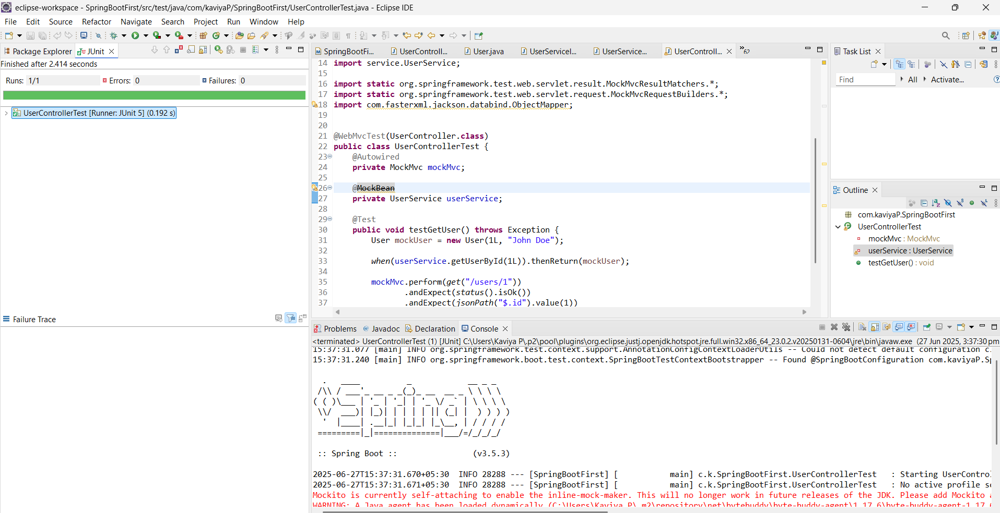 eclipse-workspace - SpringBootFirst/src/test/java/com/kaviyaP/SpringBootFirst/UserControllerTest.java - Eclipse IDE
File Edit Source Refactor Navigate Search Project Run Window Help
Package Explorer JUnit
Finished after 2.414 seconds
Runs: 1/1 Errors: 0 Failures: 0
UserControllerTest [Runner: JUnit 5] (0.192 s)
Failure Trace
SpringBootFi... UserControll... User.java UserServiceI... UserService... UserControll... »62
14 import service.UserService;
15
16 import static org.springframework.test.web.servlet.result.MockMvcResultMatchers.*;
17 import static org.springframework.test.web.servlet.request.MockMvcRequestBuilders.*;
18 import com.fasterxml.jackson.databind.ObjectMapper;
19
20
21 @WebMvcTest(UserController.class)
22 public class UserControllerTest {
23 @Autowired
24 private MockMvc mockMvc;
25
26 @MockBean
27 private UserService userService;
28
29 @Test
30 public void testGetUser() throws Exception {
31 User mockUser = new User(1L, "John Doe");
32
33 when(userService.getUserById(1L)).thenReturn(mockUser);
34
35 mockMvc.perform(get("/users/1"))
36 .andExpect(status().isOk())
37 .andExpect(jsonPath("$.id").value(1))
Task List
Find All Activate...
Outline
com.kaviyaP.SpringBootFirst
UserControllerTest
mockMvc : MockMvc
userService : UserService
testGetUser() : void
Problems @ Javadoc Declaration Console
<terminated> UserControllerTest (1) [JUnit] C:\Users\Kaviya P\.p2\pool\plugins\org.eclipse.justj.openjdk.hotspot.jre.full.win32.x86_64_23.0.2.v20250131-0604\jre\bin\javaw.exe (27 Jun 2025, 3:37:30 pm
15:37:31.077 [main] INFO org.springframework.test.context.support.AnnotationConfigContextLoaderUtils -- Could not detect default configuration c
15:37:31.240 [main] INFO org.springframework.boot.test.context.SpringBootTestContextBootstrapper -- Found @SpringBootConfiguration com.kaviyaP.Sp
Spring
:: Spring Boot :: (v3.5.3)
2025-06-27T15:37:31.670+05:30 INFO 28288 --- [SpringBootFirst] [ main] c.k.SpringBootFirst.UserControllerTest : Starting UserControl
2025-06-27T15:37:31.671+05:30 INFO 28288 --- [SpringBootFirst] [ main] c.k.SpringBootFirst.UserControllerTest : No active profile se
Mockito is currently self-attaching to enable the inline-mock-maker. This will no longer work in future releases of the JDK. Please add Mockito a
WARNING: A Java agent has been loaded dynamically (C:\Users\Kaviya P\.m2\repository\net\bytebuddy\byte-buddy-agent\1.17.6\byte-buddy-agent-1.17.6